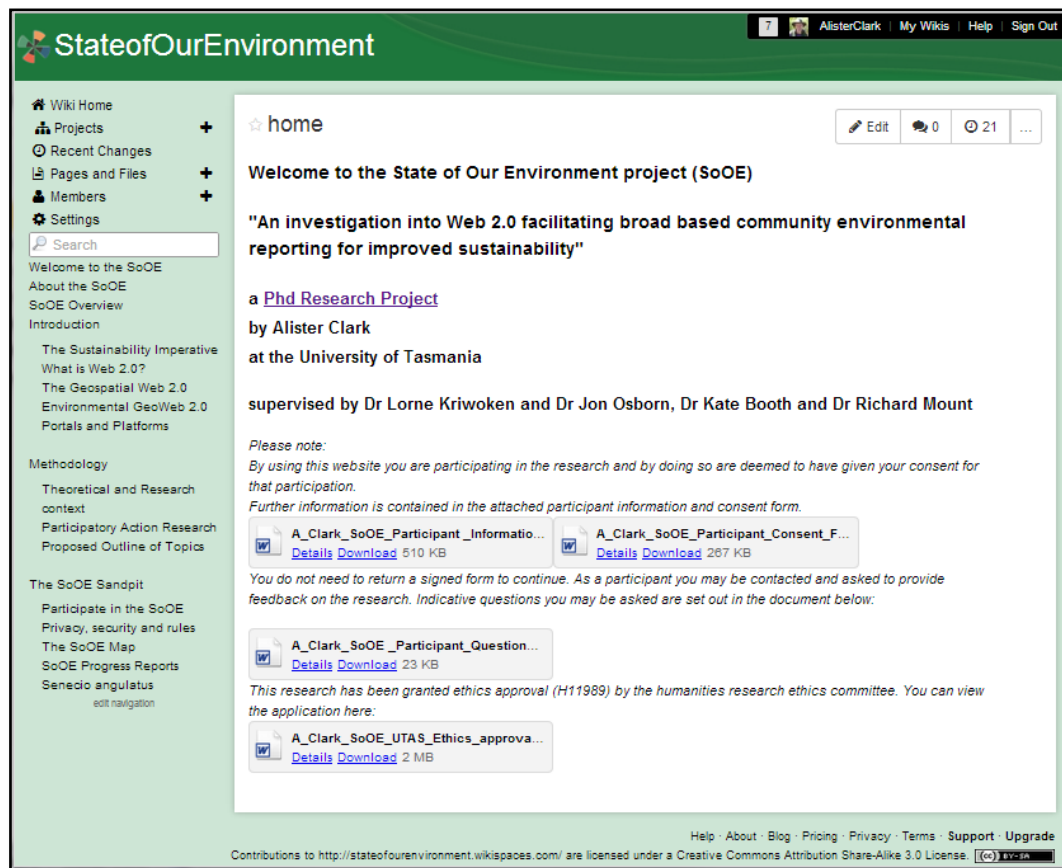 StateofOurEnvironment
7 AlisterClark My Wikis Help Sign Out
Wiki Home
Projects
Recent Changes
Pages and Files
Members
Settings
Search
Welcome to the SoOE
About the SoOE
SoOE Overview
Introduction
The Sustainability Imperative
What is Web 2.0?
The Geospatial Web 2.0
Environmental GeoWeb 2.0
Portals and Platforms
Methodology
Theoretical and Research
context
Participatory Action Research
Proposed Outline of Topics
The SoOE Sandpit
Participate in the SoOE
Privacy, security and rules
The SoOE Map
SoOE Progress Reports
Senecio angulatus
edit navigation
home
Edit 0 21 ...
Welcome to the State of Our Environment project (SoOE)
"An investigation into Web 2.0 facilitating broad based community environmental
reporting for improved sustainability"
a Phd Research Project
by Alister Clark
at the University of Tasmania
supervised by Dr Lorne Kriwoken and Dr Jon Osborn, Dr Kate Booth and Dr Richard Mount
Please note:
By using this website you are participating in the research and by doing so are deemed to have given your consent for
that participation.
Further information is contained in the attached participant information and consent form.
A_Clark_SoOE_Participant _Informatio...
Details Download 510 KB
A_Clark_SoOE_Participant_Consent_F...
Details Download 267 KB
You do not need to return a signed form to continue. As a participant you may be contacted and asked to provide
feedback on the research. Indicative questions you may be asked are set out in the document below:
A_Clark_SoOE _Participant_Question...
Details Download 23 KB
This research has been granted ethics approval (H11989) by the humanities research ethics committee. You can view
the application here:
A_Clark_SoOE_UTAS_Ethics_approva...
Details Download 2 MB
Help · About · Blog · Pricing · Privacy · Terms · Support · Upgrade
Contributions to http://stateofourenvironment.wikispaces.com/ are licensed under a Creative Commons Attribution Share-Alike 3.0 License. (cc) BY-SA